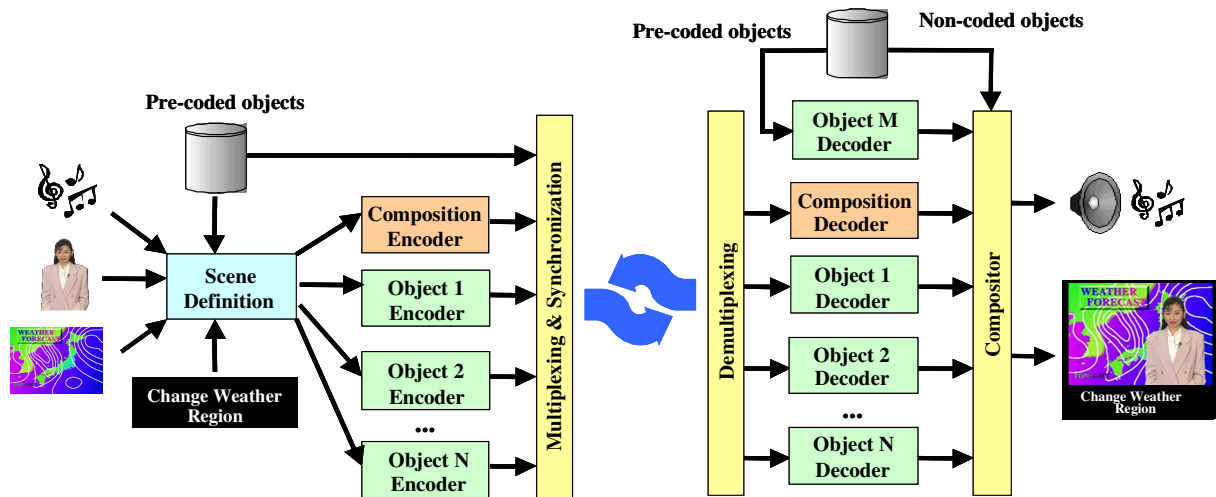 Pre-coded objects
Scene
Definition
WEATHER
FORECAST
Change Weather
Region
Composition
Encoder
Object 1
Encoder
Object 2
Encoder
...
Object N
Encoder
Multiplexing & Synchronization
Pre-coded objects
Non-coded objects
Demultiplexing
Object M
Decoder
Composition
Decoder
Object 1
Decoder
Object 2
Decoder
...
Object N
Decoder
Compositor
WEATHER
FORECAST
TONIGHT
Change Weather
Region